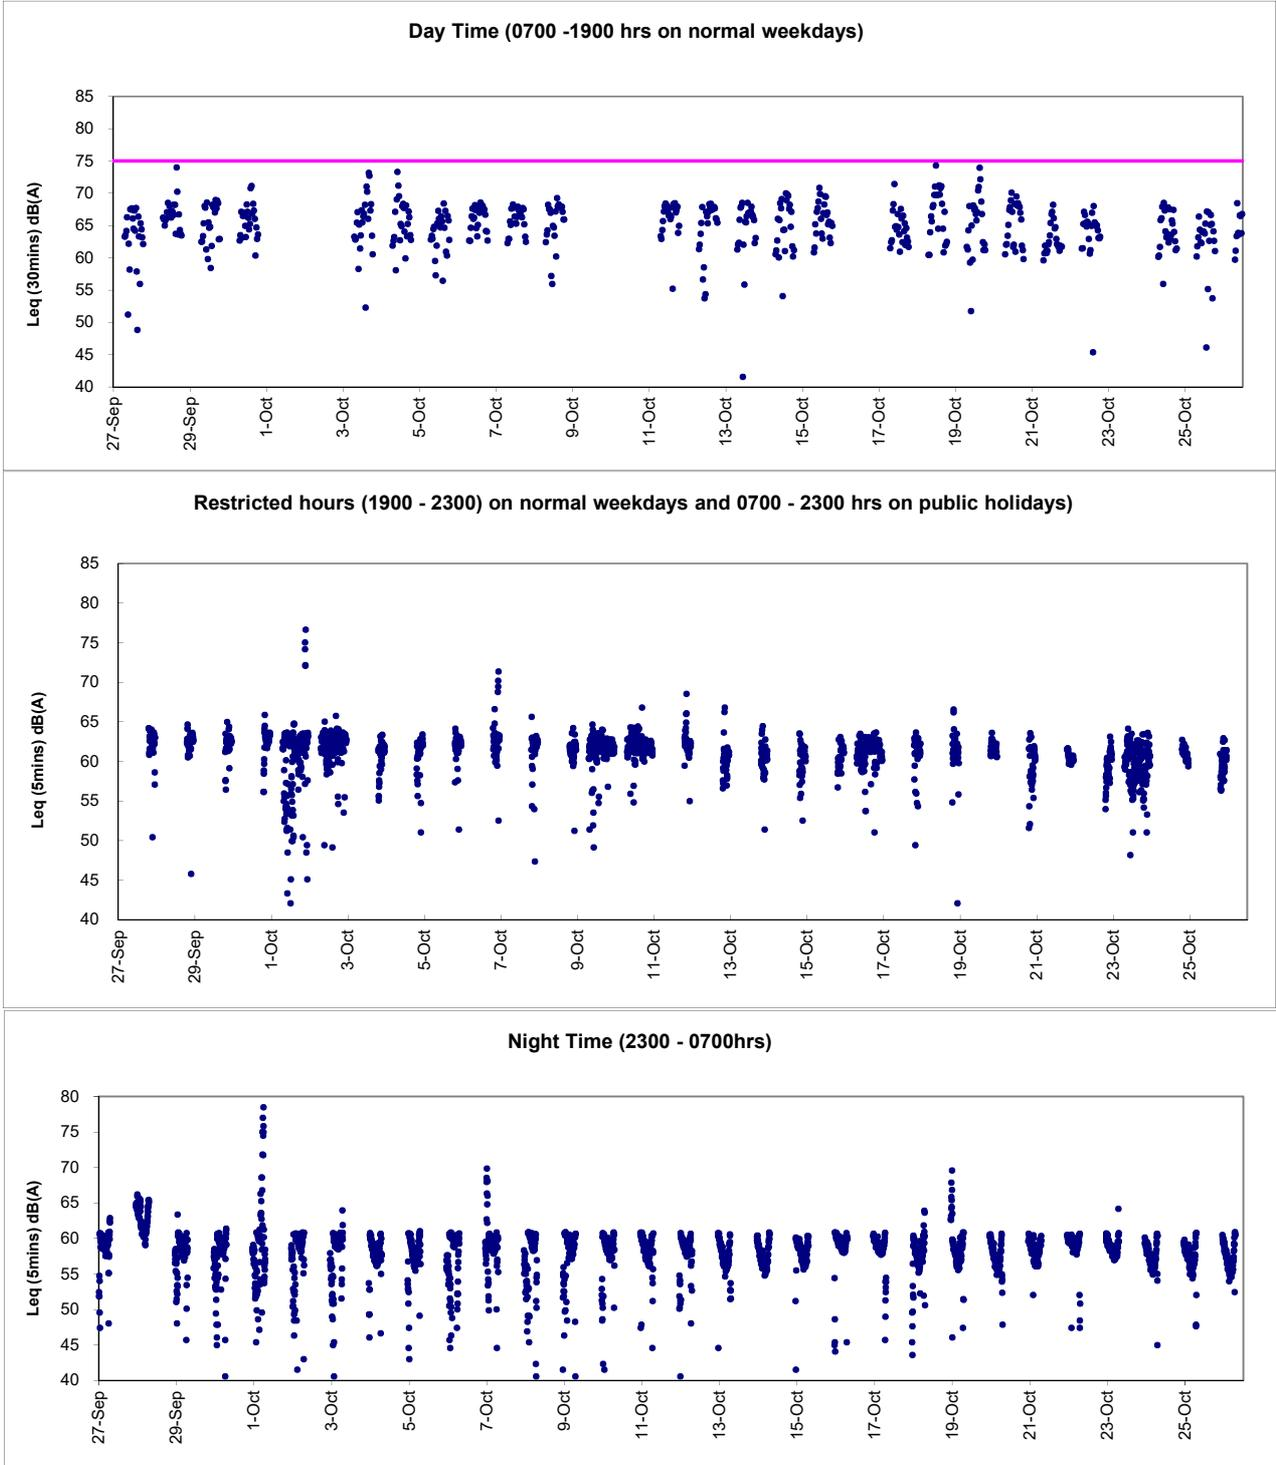 Day Time (0700 -1900 hrs on normal weekdays)
Leq (30mins) dB(A)
85
80
75
70
65
60
55
50
45
40
27-Sep
29-Sep
1-Oct
3-Oct
5-Oct
7-Oct
9-Oct
11-Oct
13-Oct
15-Oct
17-Oct
19-Oct
21-Oct
23-Oct
25-Oct
Restricted hours (1900 - 2300) on normal weekdays and 0700 - 2300 hrs on public holidays)
Leq (5mins) dB(A)
85
80
75
70
65
60
55
50
45
40
27-Sep
29-Sep
1-Oct
3-Oct
5-Oct
7-Oct
9-Oct
11-Oct
13-Oct
15-Oct
17-Oct
19-Oct
21-Oct
23-Oct
25-Oct
Night Time (2300 - 0700hrs)
Leq (5mins) dB(A)
80
75
70
65
60
55
50
45
40
27-Sep
29-Sep
1-Oct
3-Oct
5-Oct
7-Oct
9-Oct
11-Oct
13-Oct
15-Oct
17-Oct
19-Oct
21-Oct
23-Oct
25-Oct